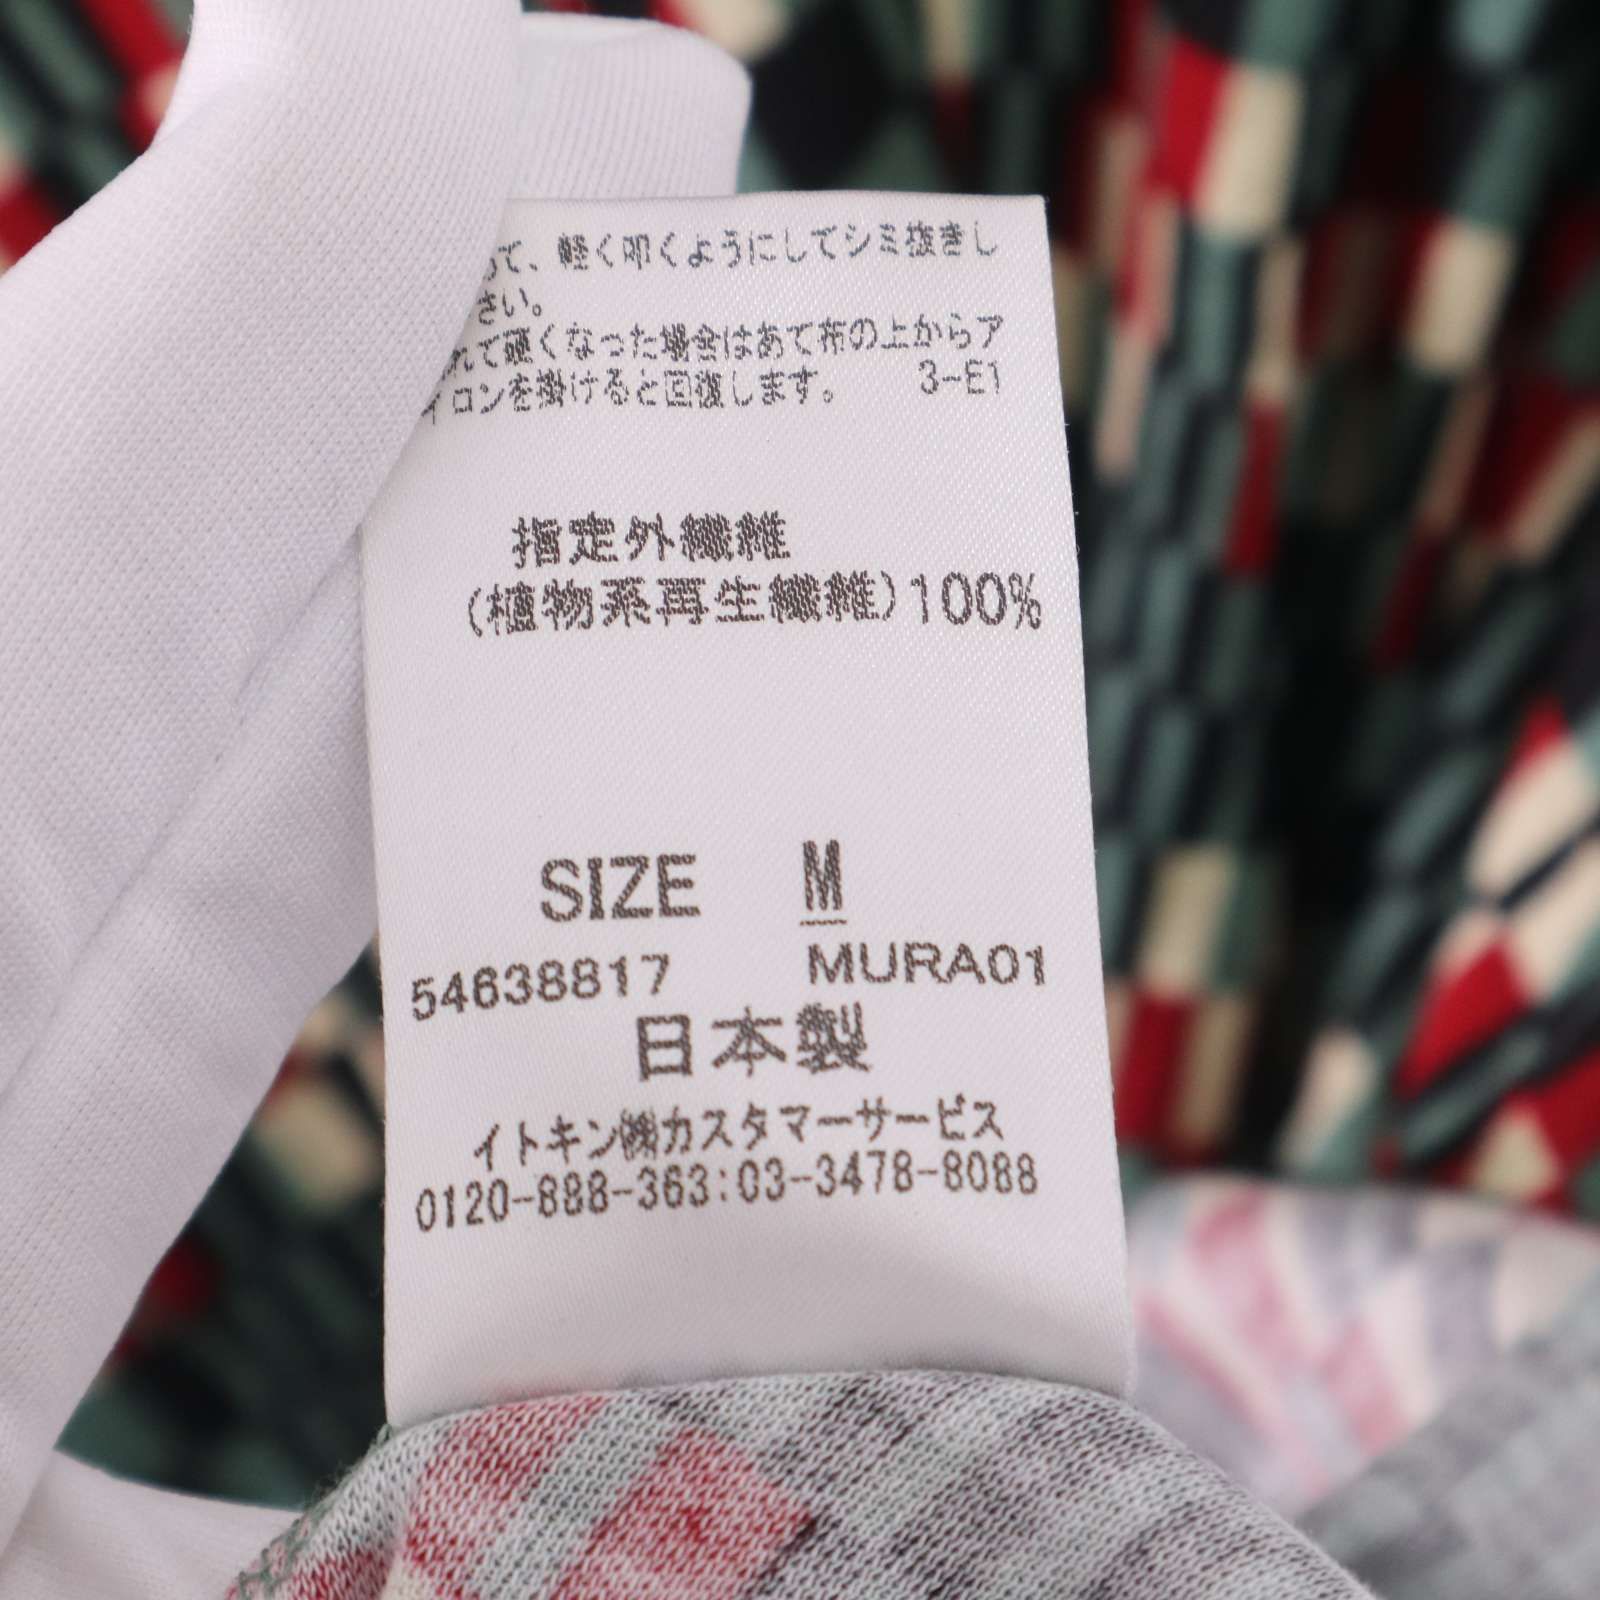 て、軽く叩くようにしてシミ抜きし
さい。
れて硬くなった場合はあて布の上からア
イロンを掛けると回復します。 3-E1
指定外繊維
(植物系再生繊維)100%
SIZE M
54638817 MURA01
日本製
イトキン㈱カスタマーサービス
0120-888-363:03-3478-8088